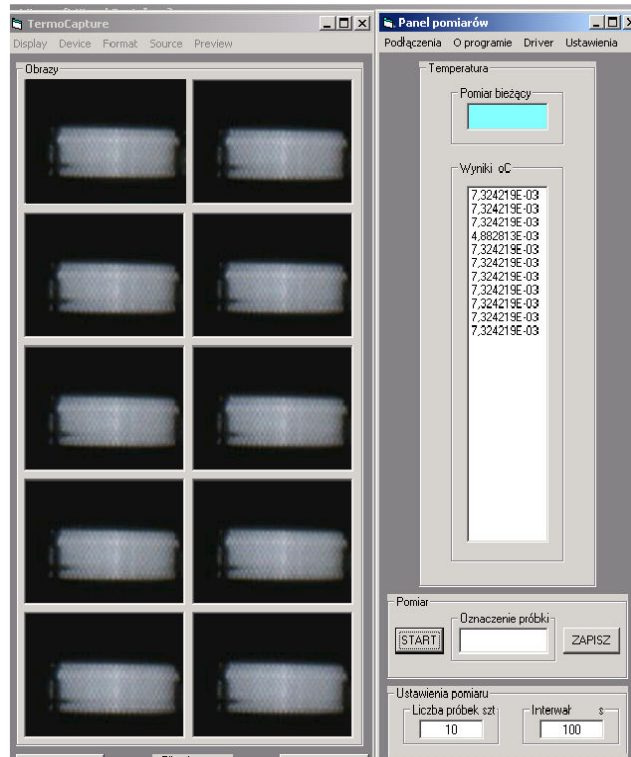 TermoCapture
Display Device Format Source Preview
Obrazy
Panel pomiarów
Podłączenia O programie Driver Ustawienia
Temperatura
Pomiar bieżący
Wyniki oC
7,324219E-03
7,324219E-03
7,324219E-03
4,882813E-03
7,324219E-03
7,324219E-03
7,324219E-03
7,324219E-03
7,324219E-03
7,324219E-03
7,324219E-03
Pomiar
Oznaczenie próbki
START
ZAPISZ
Ustawienia pomiaru
Liczba próbek szt
Interwał s
10
100